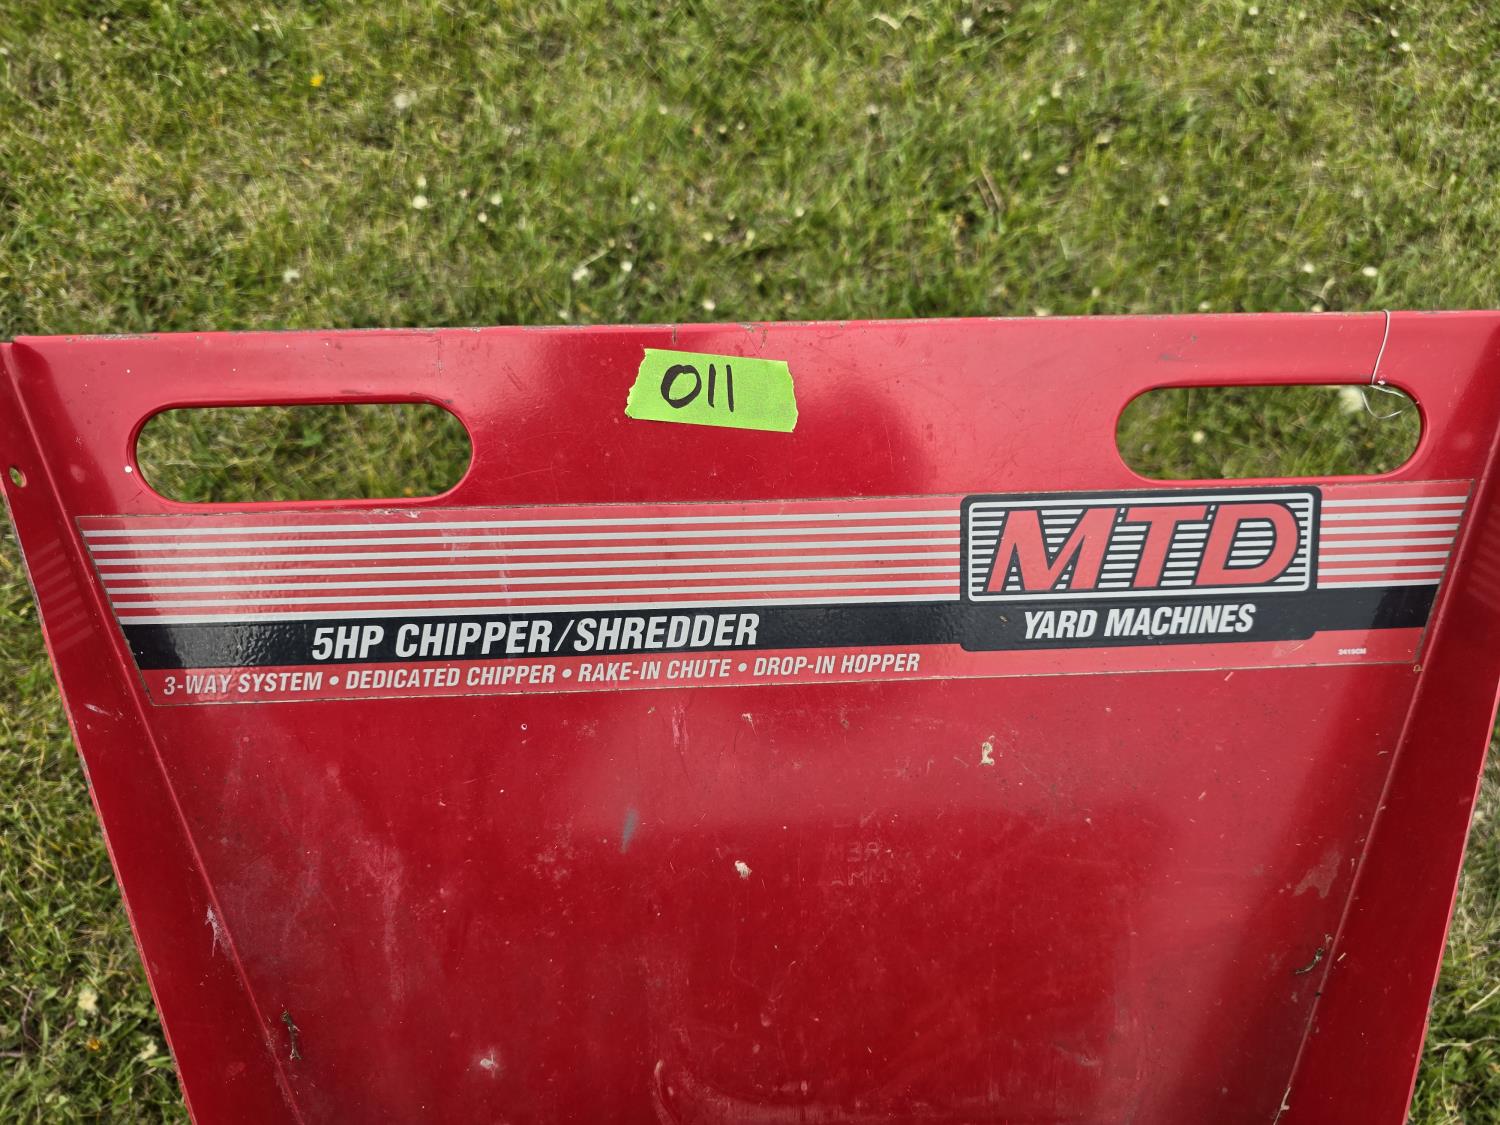 011
MTD
5HP CHIPPER/SHREDDER
YARD MACHINES
3-WAY SYSTEM • DEDICATED CHIPPER • RAKE-IN CHUTE • DROP-IN HOPPER